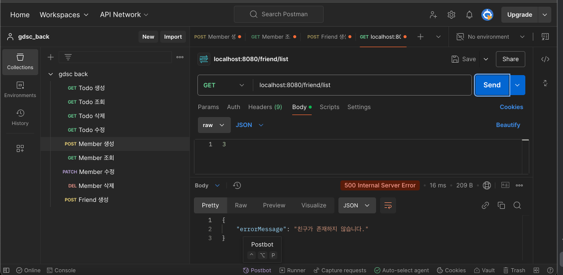 Home Workspaces API Network Search Postman Upgrade
gdsc_back New Import POST Member 생 GET Member 조 POST Friend 생 GET localhost:80 No environment
Collections
localhost:8080/friend/list Save Share
gdsc back
GET Todo 생성
GET localhost:8080/friend/list Send
Environments
GET Todo 조회
GET Todo 삭제
Params Auth Headers (9) Body Scripts Settings Cookies
History
GET Todo 수정
raw JSON Beautify
POST Member 생성
1 3
GET Member 조회
PATCH Member 수정
DEL Member 삭제
Body 500 Internal Server Error 16 ms 209 B
POST Friend 생성
Pretty Raw Preview Visualize JSON
1 {
2 "errorMessage": "친구가 존재하지 않습니다."
3 }
Postbot
P
Online Console Postbot Runner Capture requests Auto-select agent Cookies Vault Trash